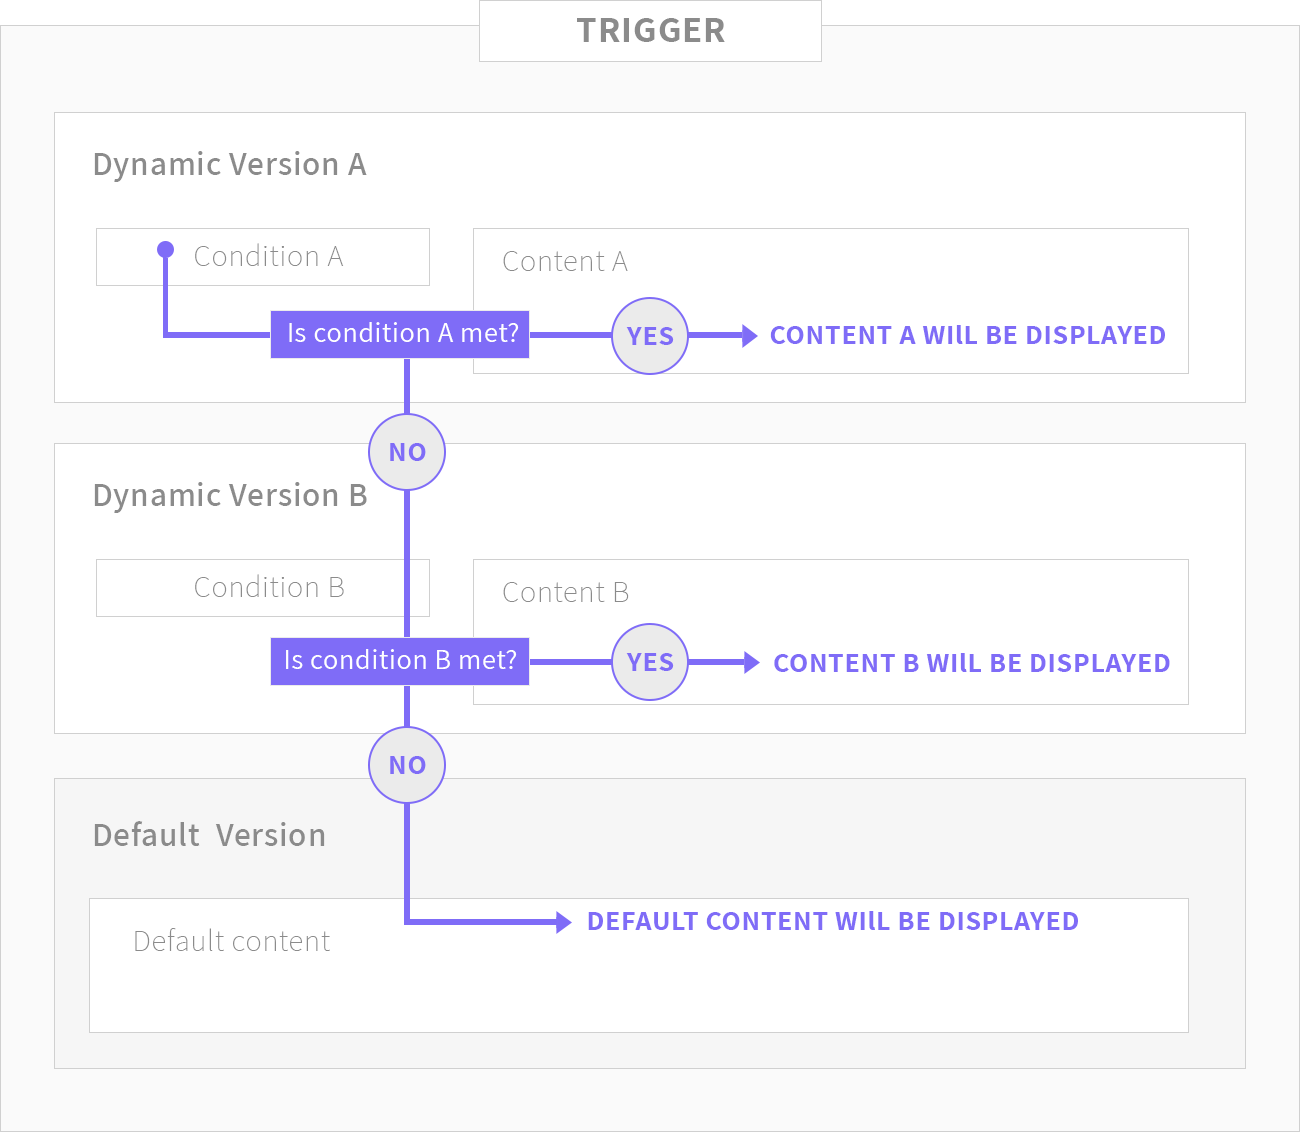 TRIGGER
Dynamic Version A
Condition A
Content A
Is condition A met?
YES
CONTENT A WIlL BE DISPLAYED
NO
Dynamic Version B
Condition B
Content B
Is condition B met?
YES
CONTENT B WIlL BE DISPLAYED
NO
Default Version
DEFAULT CONTENT WIlL BE DISPLAYED
Default content